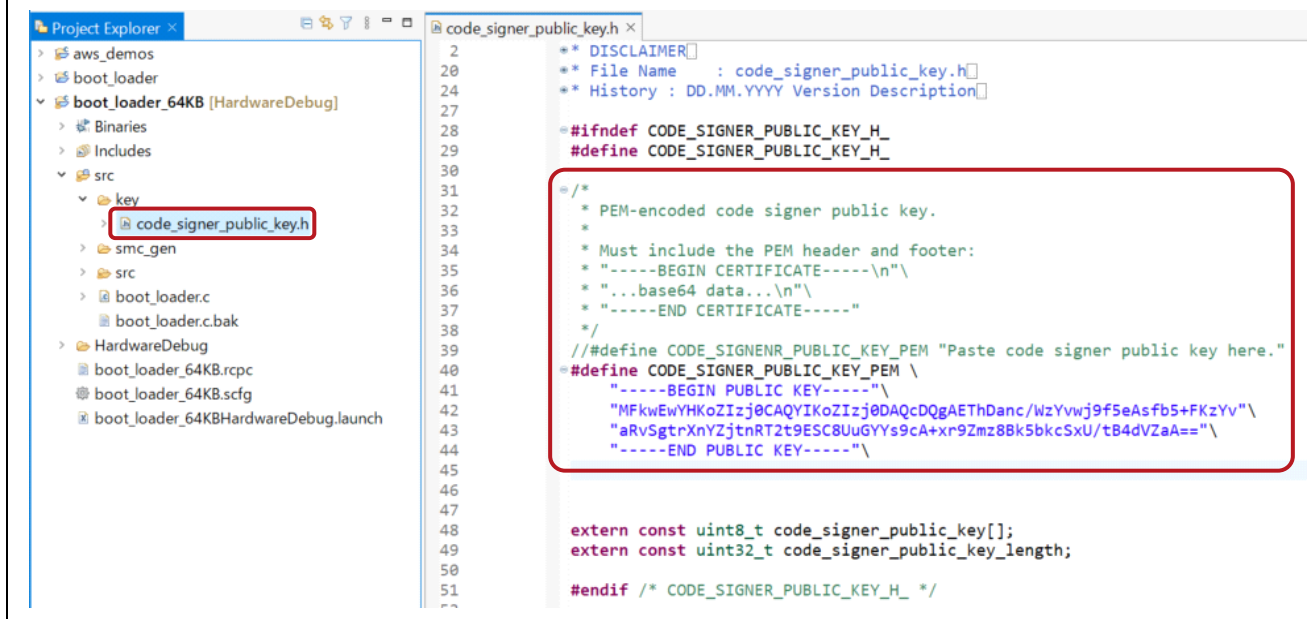 Project Explorer ×
aws_demos
boot_loader
boot_loader_64KB [HardwareDebug]
Binaries
Includes
src
key
code_signer_public_key.h
smc_gen
src
boot_loader.c
boot_loader.c.bak
HardwareDebug
boot_loader_64KB.rcpc
boot_loader_64KB.scfg
boot_loader_64KBHardwareDebug.launch
code_signer_public_key.h ×
2 * DISCLAIMER
20 * File Name    : code_signer_public_key.h
24 * History : DD.MM.YYYY Version Description
27
28 #ifndef CODE_SIGNER_PUBLIC_KEY_H_
29 #define CODE_SIGNER_PUBLIC_KEY_H_
30
31 /*
32 * PEM-encoded code signer public key.
33 *
34 * Must include the PEM header and footer:
35 * "-----BEGIN CERTIFICATE-----\n"\
36 * "...base64 data...\n"\
37 * "-----END CERTIFICATE-----"
38 */
39 //#define CODE_SIGNENR_PUBLIC_KEY_PEM "Paste code signer public key here."
40 #define CODE_SIGNER_PUBLIC_KEY_PEM \
41 "-----BEGIN PUBLIC KEY-----"\
42 "MFkwEwYHKoZIzj0CAQYIKoZIzj0DAQcDQgAEThDanc/WzYvwj9f5eAsfb5+FKzYv"\
43 "aRvSgtrXnYZjtnRT2t9ESC8UuGYYs9cA+xr9Zmz8Bk5bkcSxU/tB4dVZaA=="\
44 "-----END PUBLIC KEY-----"\
45
46
47
48 extern const uint8_t code_signer_public_key[];
49 extern const uint32_t code_signer_public_key_length;
50
51 #endif /* CODE_SIGNER_PUBLIC_KEY_H_ */